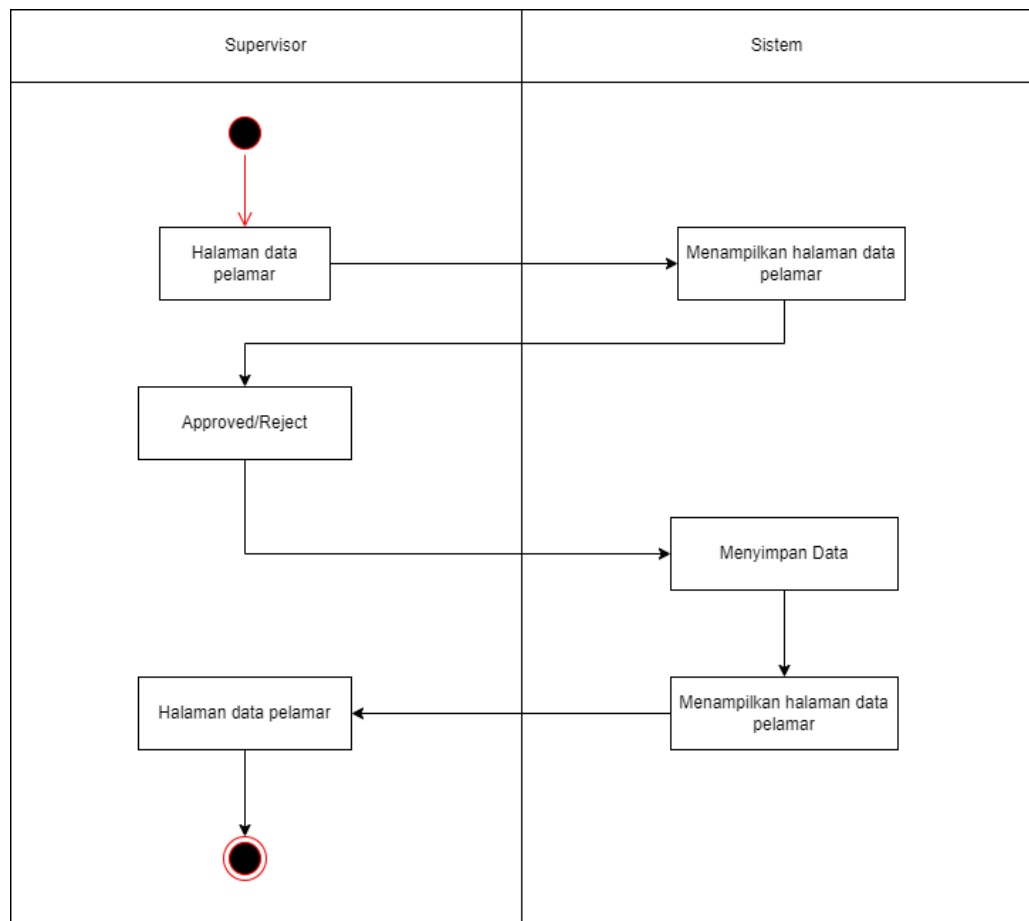 Supervisor
Sistem
Halaman data
pelamar
Menampilkan halaman data
pelamar
Approved/Reject
Menyimpan Data
Halaman data pelamar
Menampilkan halaman data
pelamar